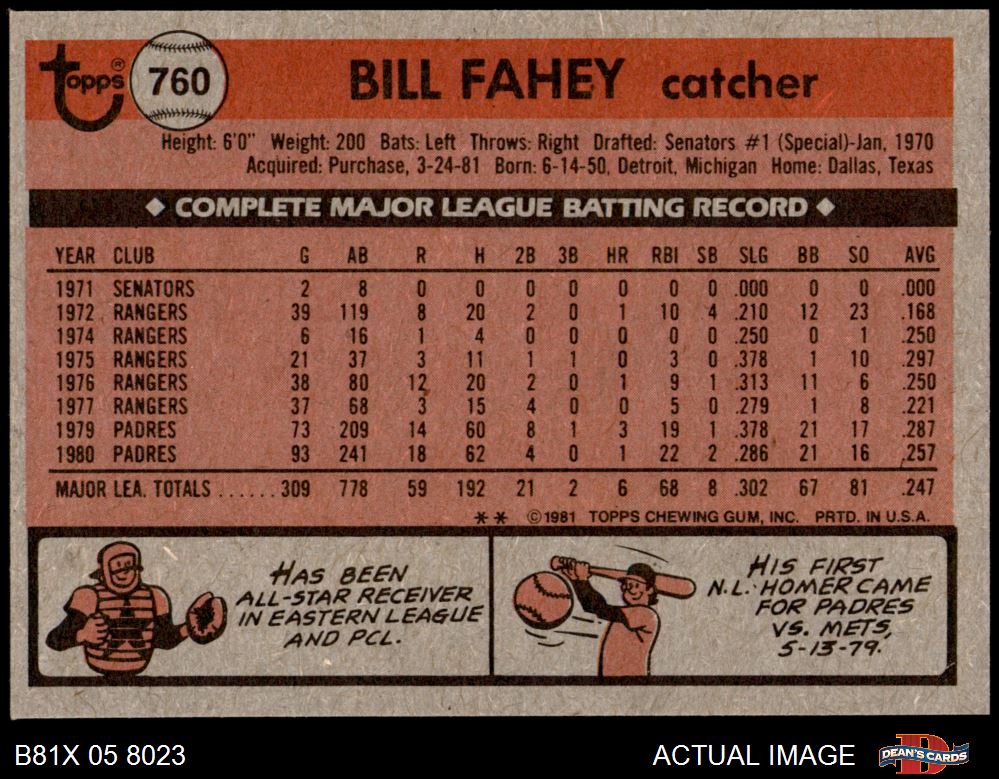 topps®
760
BILL FAHEY catcher
Height: 6'0" Weight: 200 Bats: Left Throws: Right Drafted: Senators #1 (Special)-Jan, 1970
Acquired: Purchase, 3-24-81 Born: 6-14-50, Detroit, Michigan Home: Dallas, Texas
◆ COMPLETE MAJOR LEAGUE BATTING RECORD ◆
YEAR CLUB G AB R H 2B 3B HR RBI SB SLG BB SO AVG
1971 SENATORS 2 8 0 0 0 0 0 0 0 .000 0 0 .000
1972 RANGERS 39 119 8 20 2 0 1 10 4 .210 12 23 .168
1974 RANGERS 6 16 1 4 0 0 0 0 0 .250 0 1 .250
1975 RANGERS 21 37 3 11 1 1 0 3 0 .378 1 10 .297
1976 RANGERS 38 80 12 20 2 0 1 9 1 .313 11 6 .250
1977 RANGERS 37 68 3 15 4 0 0 5 0 .279 1 8 .221
1979 PADRES 73 209 14 60 8 1 3 19 1 .378 21 17 .287
1980 PADRES 93 241 18 62 4 0 1 22 2 .286 21 16 .257
MAJOR LEA. TOTALS ......309 778 59 192 21 2 6 68 8 .302 67 81 .247
** ©1981 TOPPS CHEWING GUM, INC. PRTD. IN U.S.A.
HAS BEEN
ALL-STAR RECEIVER
IN EASTERN LEAGUE
AND PCL.
HIS FIRST
N.L. HOMER CAME
FOR PADRES
VS. METS,
5-13-79.
B81X 05 8023
ACTUAL IMAGE
DEAN'S CARDS